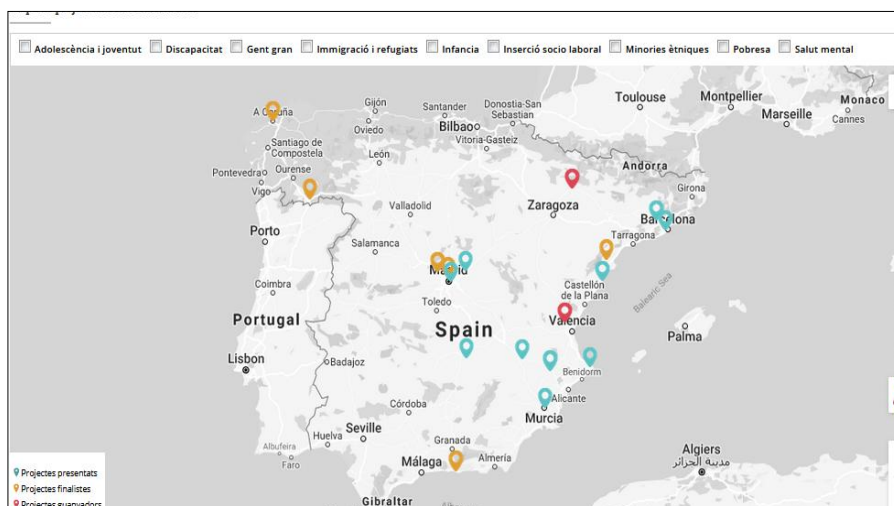 Adolescència i joventut Discapacitat Gent gran Immigració i refugiats Infancia Inserció socio laboral Minories ètniques Pobresa Salut mental
Toulouse
Montpellier
Monaco
Marseille
Cannes
A Coruña
Gijón
Santander
Donostia-San
Sebastian
Oviedo
Bilbao
Vitoria-Gasteiz
Santiago de
Compostela
León
Andorra
Pontevedra
Ourense
Vigo
Girona
Valladolid
Zaragoza
Barcelona
Porto
Tarragona
Salamanca
Madrid
Coimbra
Toledo
Castellón
de la Plana
Balearic Sea
Portugal
Spain
Valencia
Palma
Lisbon
Badajoz
Benidorm
Alicante
Córdoba
Murcia
Albufeira
Huelva
Seville
Granada
Faro
Málaga
Almería
Algiers
مدينة الجزائر
Gibraltar
Projectes presentats
Projectes finalistes
Projectes guanyadors